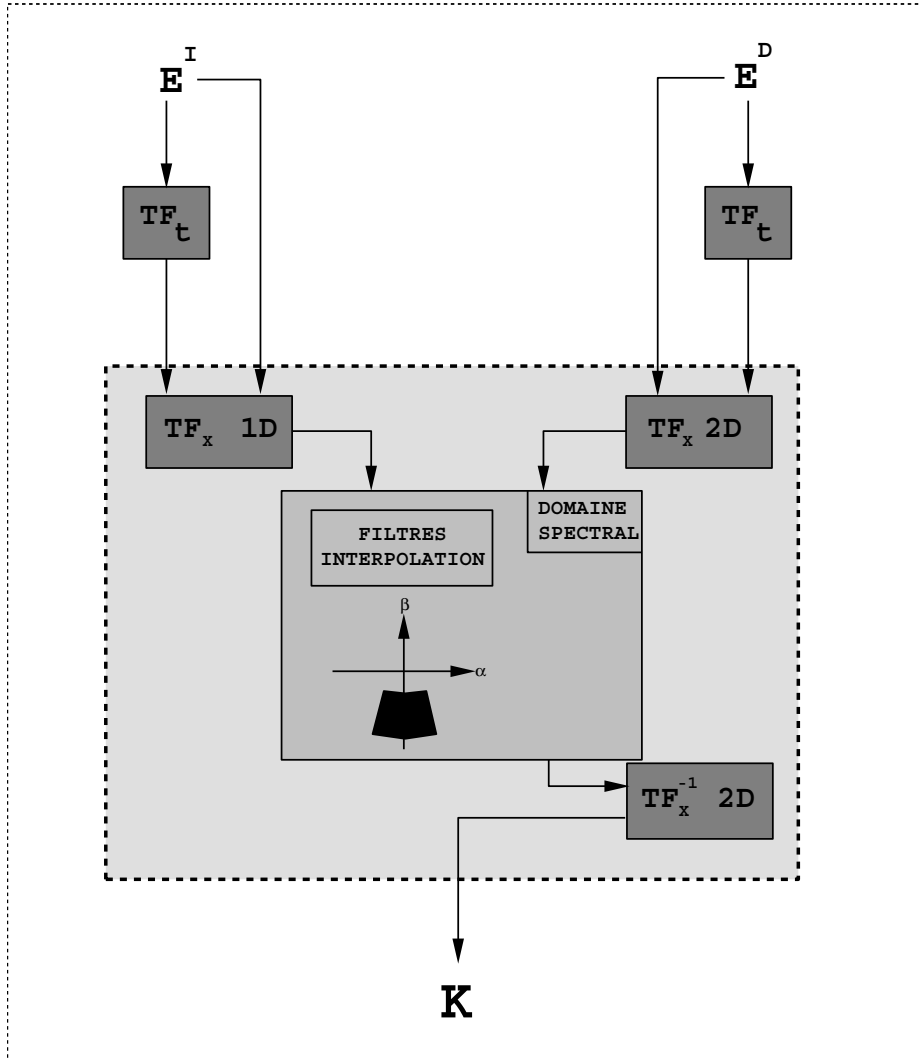 E^I
E^D
TF_t
TF_t
TF_x 1D
TF_x 2D
DOMAINE
SPECTRAL
FILTRES
INTERPOLATION
β
α
TF_x^-1 2D
K